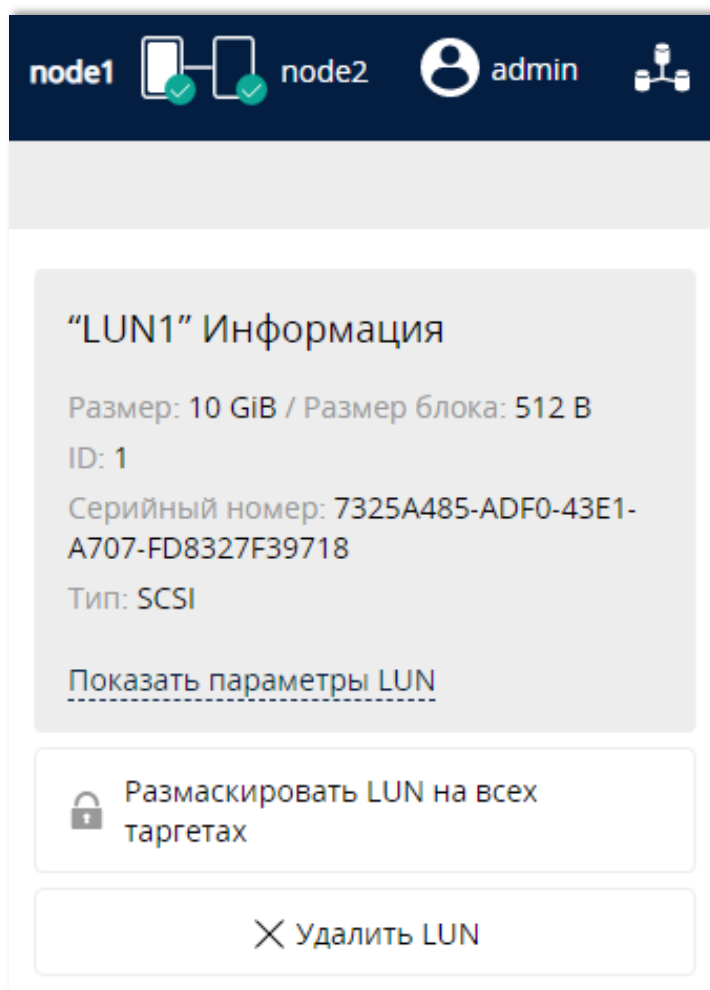 node1 node2 admin
“LUN1” Информация
Размер: 10 GiB / Размер блока: 512 B
ID: 1
Серийный номер: 7325A485-ADF0-43E1-
A707-FD8327F39718
Тип: SCSI
Показать параметры LUN
Размаскировать LUN на всех
таргетах
Удалить LUN